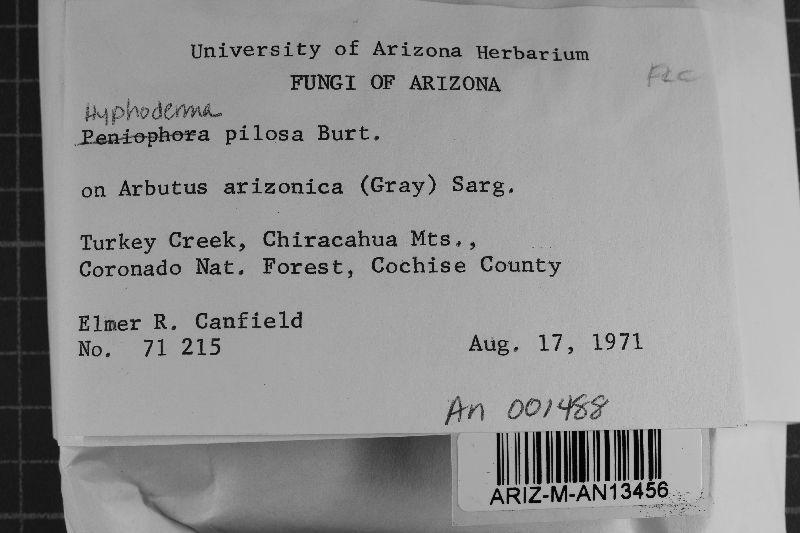 University of Arizona Herbarium
FUNGI OF ARIZONA
Hyphoderma
Peniophora pilosa Burt.
on Arbutus arizonica (Gray) Sarg.
Turkey Creek, Chiracahua Mts.,
Coronado Nat. Forest, Cochise County
Elmer R. Canfield
No. 71 215
Aug. 17, 1971
An 001488
ARIZ-M-AN13456